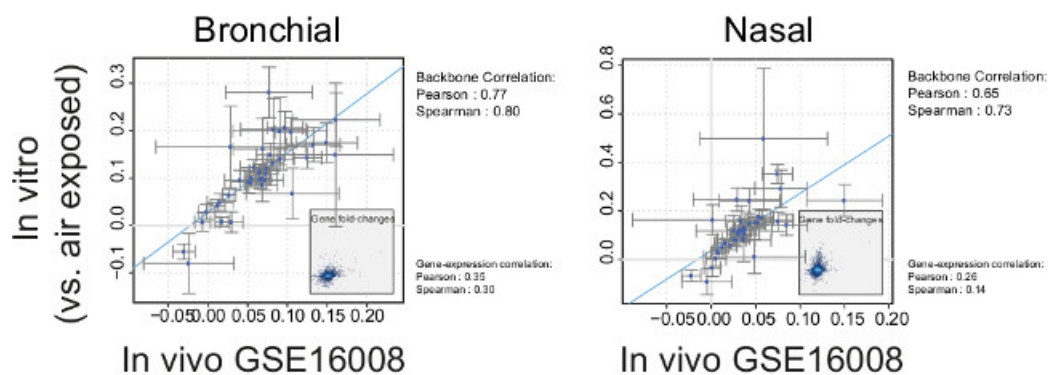 Bronchial
Nasal
In vitro
(vs. air exposed)
0.3
0.2
0.1
0.0
−0.1
−0.05 0.00 0.05 0.10 0.15 0.20
In vivo GSE16008
Gene fold-changes
Backbone Correlation:
Pearson : 0.77
Spearman : 0.80
Gene-expression correlation:
Pearson : 0.35
Spearman : 0.30
0.8
0.6
0.4
0.2
0.0
−0.05 0.00 0.05 0.10 0.15 0.20
In vivo GSE16008
Gene fold-changes
Backbone Correlation:
Pearson : 0.65
Spearman : 0.73
Gene-expression correlation:
Pearson : 0.26
Spearman : 0.14